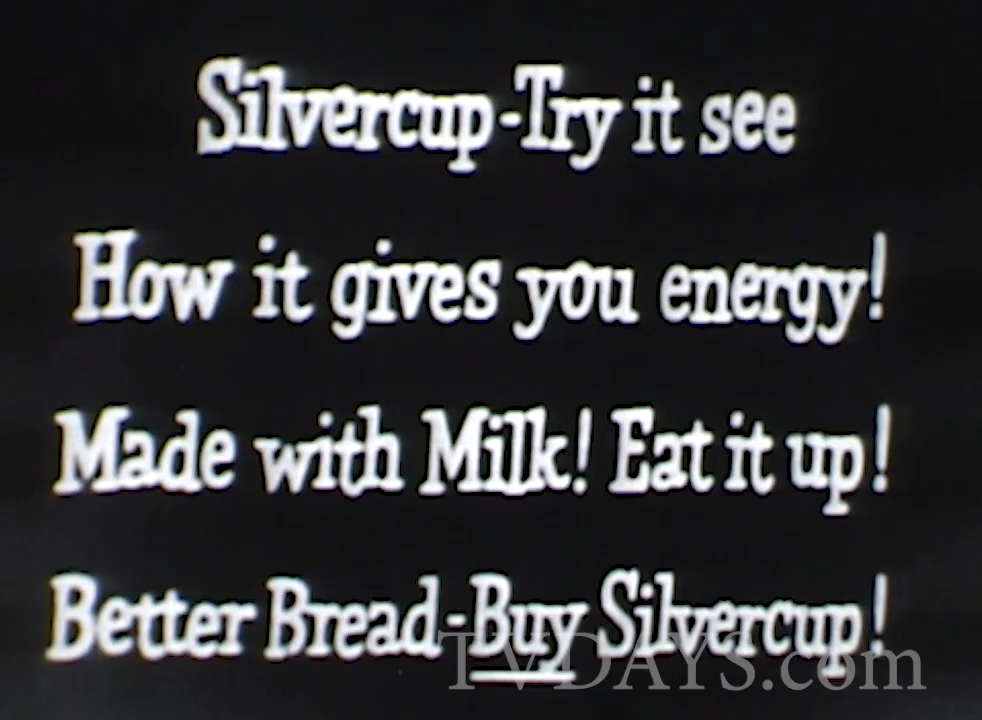 Silvercup-Try it see
How it gives you energy!
Made with Milk! Eat it up!
Better Bread-Buy Silvercup!
TVDAYS.com